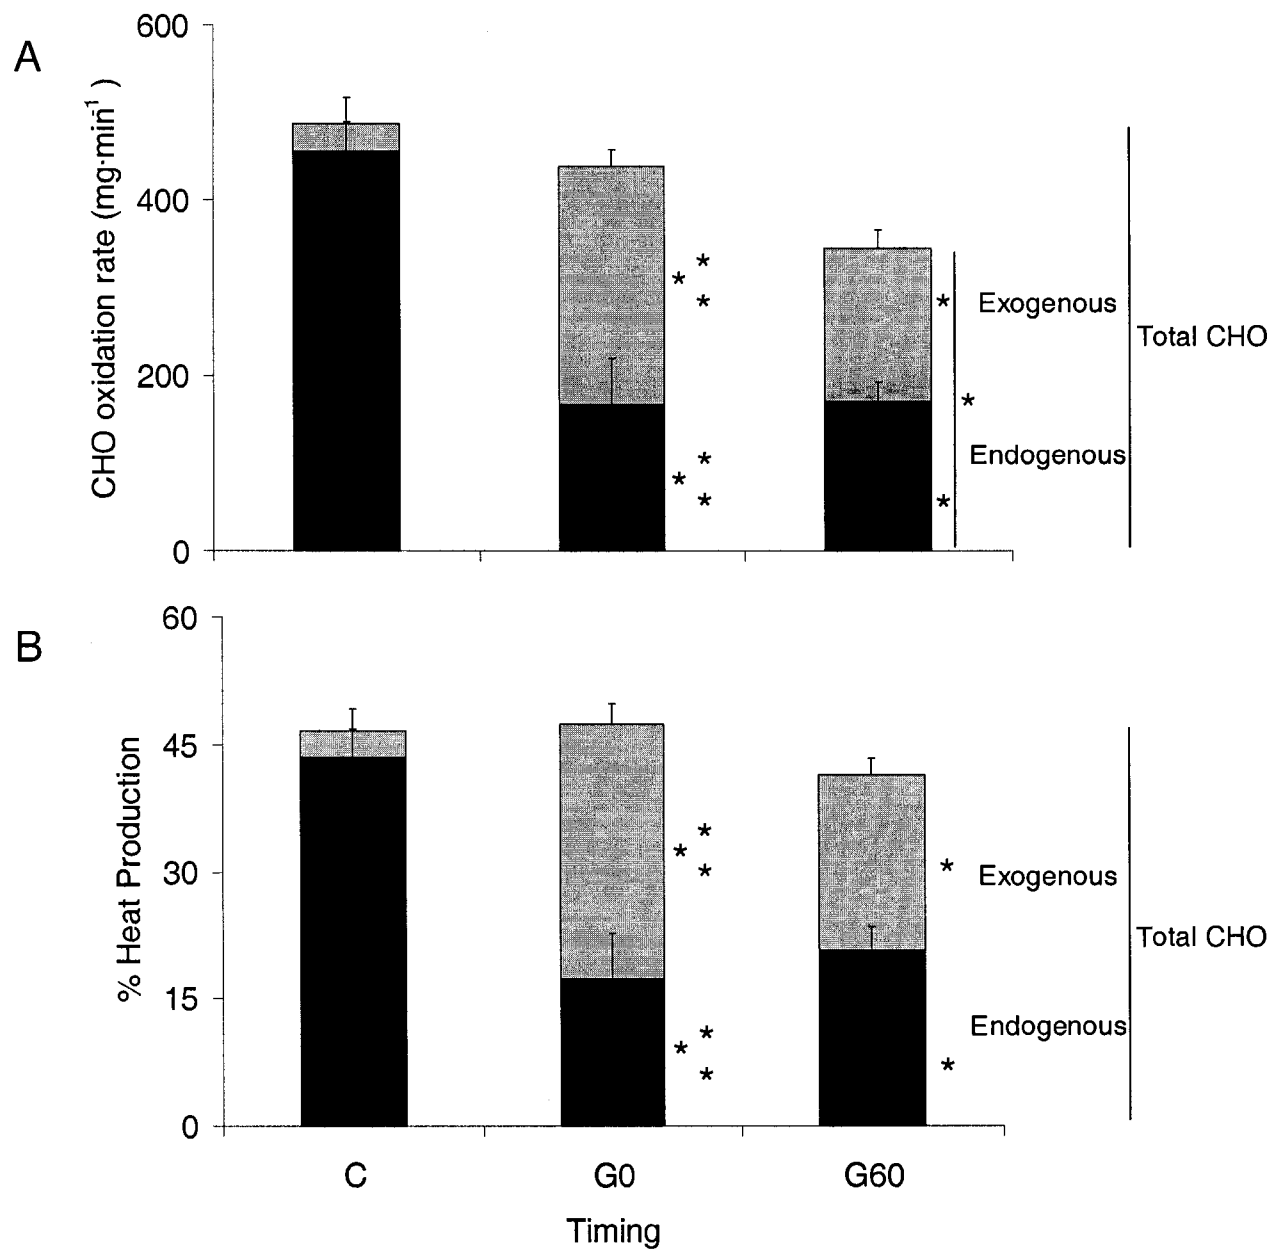 A
CHO oxidation rate (mg·min⁻¹ )
600
400
200
0
*
*
*
*
*
*
*
*
*
Exogenous
Endogenous
Total CHO
B
% Heat Production
60
45
30
15
0
*
*
*
*
*
*
*
*
Exogenous
Endogenous
Total CHO
C G0 G60
Timing